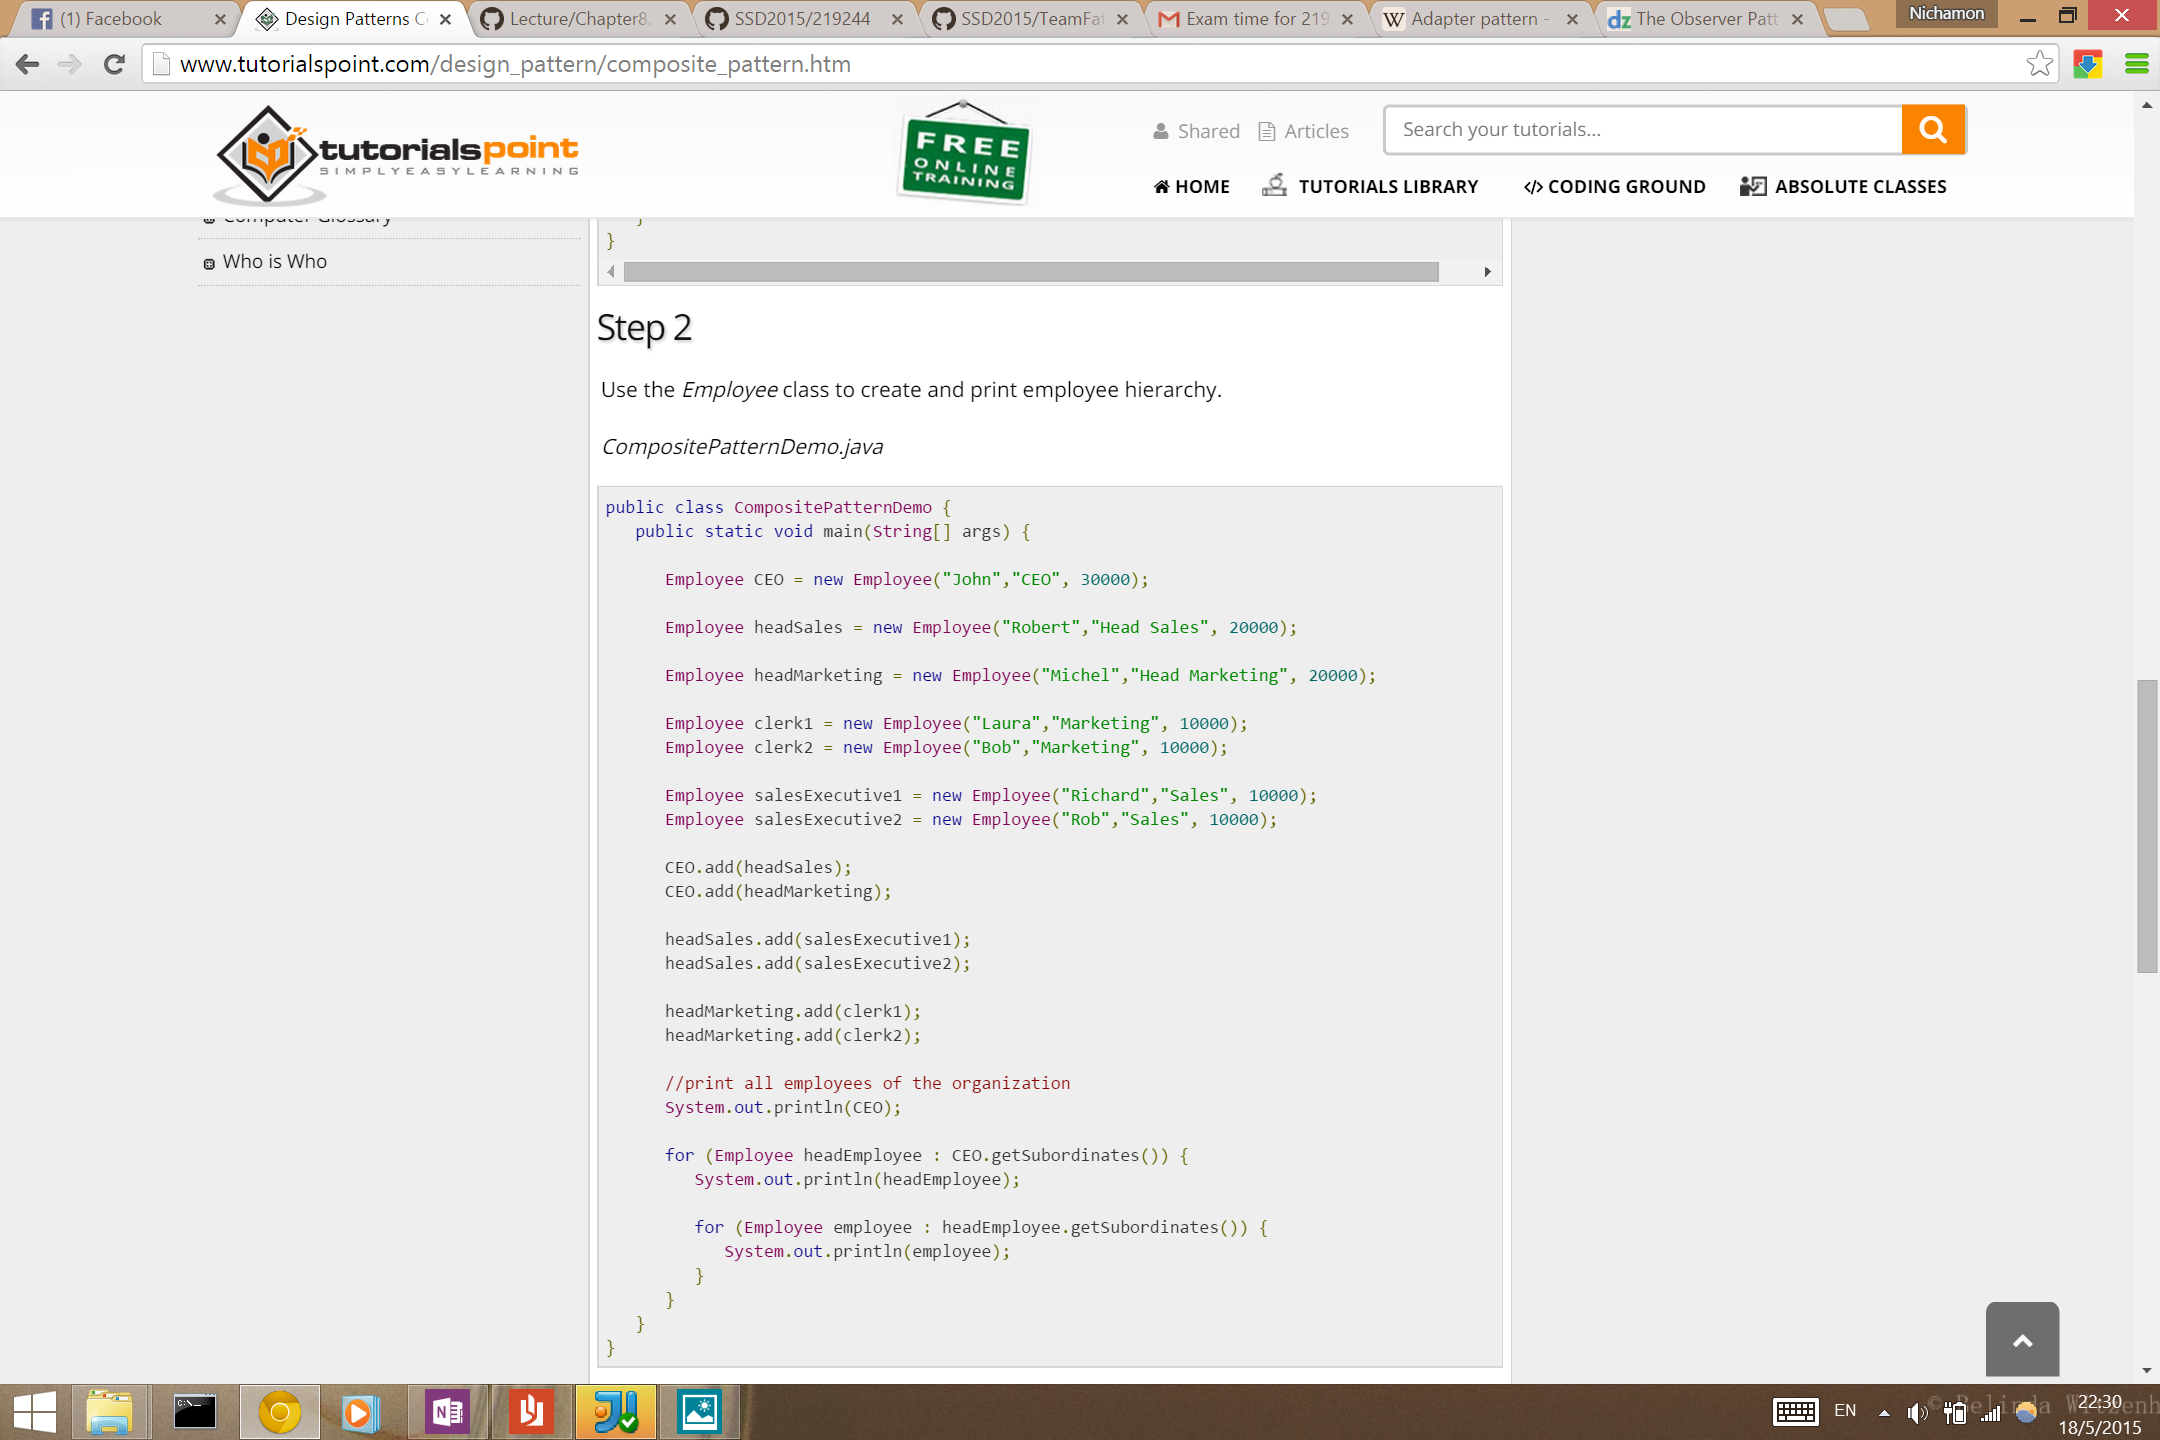 (1) Facebook
Design Patterns C
Lecture/Chapter8.
SSD2015/219244
SSD2015/TeamFat
Exam time for 219
Adapter pattern -
The Observer Patt
Nichamon
www.tutorialspoint.com/design_pattern/composite_pattern.htm
tutorialspoint
SIMPLYEASYLEARNING
FREE
ONLINE
TRAINING
Shared
Articles
Search your tutorials...
HOME
TUTORIALS LIBRARY
</> CODING GROUND
ABSOLUTE CLASSES
Computer Glossary
Who is Who
}
}
Step 2
Use the Employee class to create and print employee hierarchy.
CompositePatternDemo.java
public class CompositePatternDemo {
   public static void main(String[] args) {
      Employee CEO = new Employee("John","CEO", 30000);
      Employee headSales = new Employee("Robert","Head Sales", 20000);
      Employee headMarketing = new Employee("Michel","Head Marketing", 20000);
      Employee clerk1 = new Employee("Laura","Marketing", 10000);
      Employee clerk2 = new Employee("Bob","Marketing", 10000);
      Employee salesExecutive1 = new Employee("Richard","Sales", 10000);
      Employee salesExecutive2 = new Employee("Rob","Sales", 10000);
      CEO.add(headSales);
      CEO.add(headMarketing);
      headSales.add(salesExecutive1);
      headSales.add(salesExecutive2);
      headMarketing.add(clerk1);
      headMarketing.add(clerk2);
      //print all employees of the organization
      System.out.println(CEO);
      for (Employee headEmployee : CEO.getSubordinates()) {
         System.out.println(headEmployee);
         for (Employee employee : headEmployee.getSubordinates()) {
            System.out.println(employee);
         }
      }
   }
}
C:\_
N
EN
22:30
18/5/2015